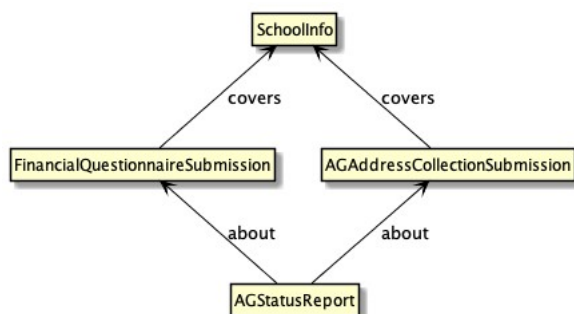 SchoolInfo
covers
covers
FinancialQuestionnaireSubmission
AGAddressCollectionSubmission
about
about
AGStatusReport